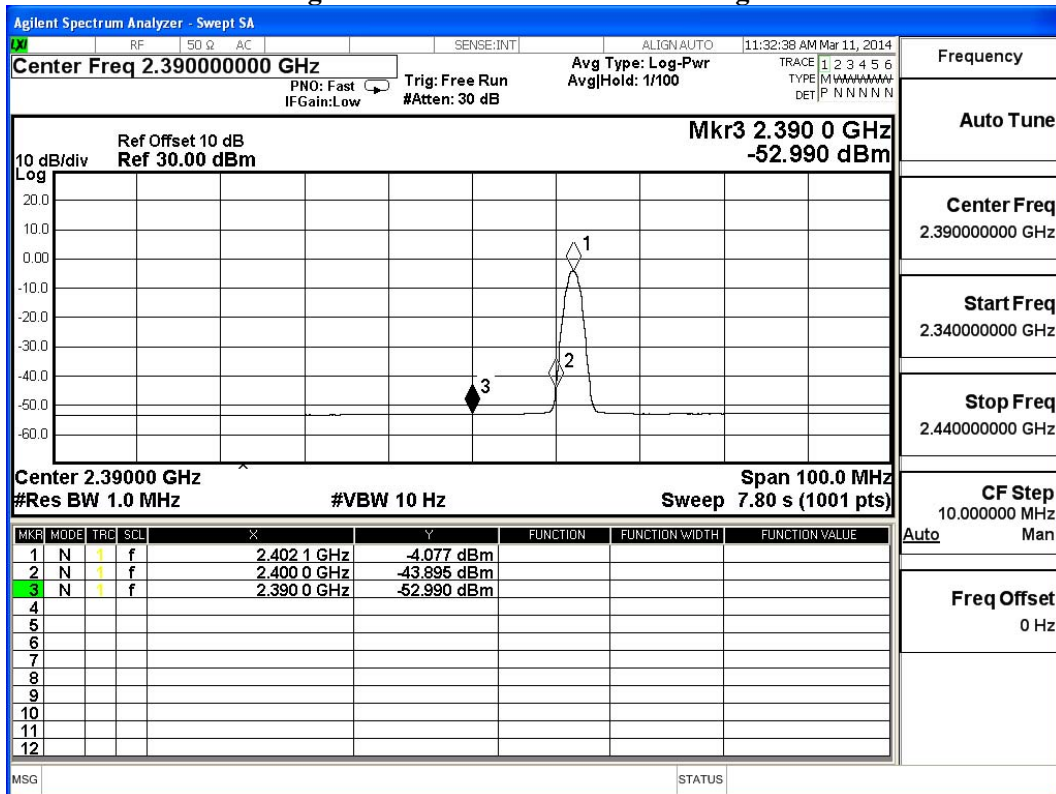 Agilent Spectrum Analyzer - Swept SA
LXI RF 50 Ω AC SENSE:INT ALIGN AUTO 11:32:38 AM Mar 11, 2014
Center Freq 2.390000000 GHz
PNO: Fast
IFGain:Low
Trig: Free Run
#Atten: 30 dB
Avg Type: Log-Pwr
Avg|Hold: 1/100
TRACE 1 2 3 4 5 6
TYPE M WWWWW
DET P N N N N N
Mkr3 2.390 0 GHz
-52.990 dBm
Ref Offset 10 dB
10 dB/div Ref 30.00 dBm
Log
20.0
10.0
0.00
-10.0
-20.0
-30.0
-40.0
-50.0
-60.0
1
2
3
Center 2.39000 GHz Span 100.0 MHz
#Res BW 1.0 MHz #VBW 10 Hz Sweep 7.80 s (1001 pts)
MKR MODE TRC SCL X Y FUNCTION FUNCTION WIDTH FUNCTION VALUE
1 N 1 f 2.402 1 GHz -4.077 dBm
2 N 1 f 2.400 0 GHz -43.895 dBm
3 N 1 f 2.390 0 GHz -52.990 dBm
4
5
6
7
8
9
10
11
12
MSG STATUS
Frequency
Auto Tune
Center Freq
2.390000000 GHz
Start Freq
2.340000000 GHz
Stop Freq
2.440000000 GHz
CF Step
10.000000 MHz
Auto Man
Freq Offset
0 Hz